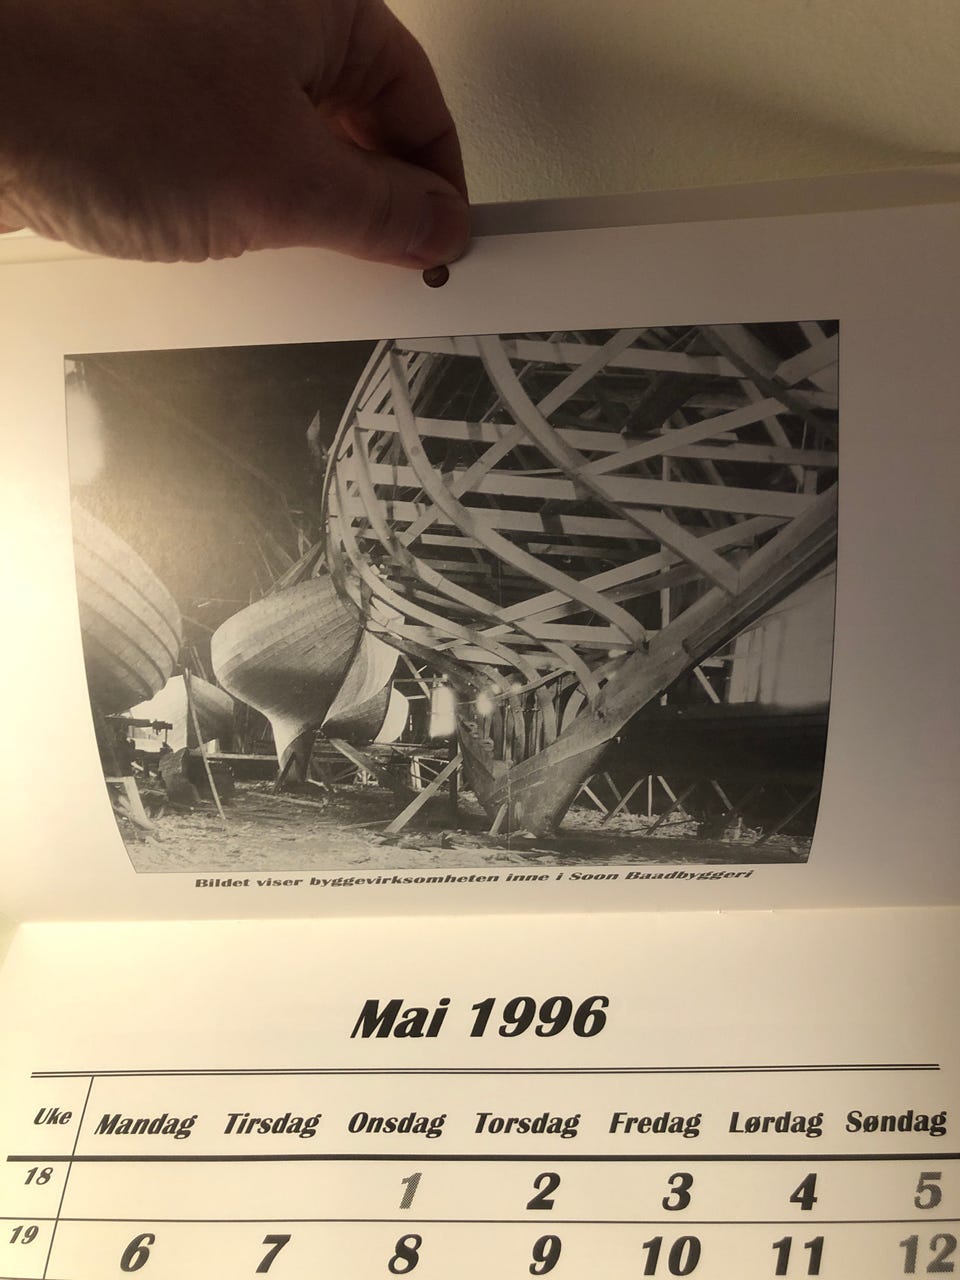 Bildet viser byggevirksomheten inne i Soon Baadbyggeri
Mai 1996
Uke Mandag Tirsdag Onsdag Torsdag Fredag Lørdag Søndag
18 1 2 3 4 5
19 6 7 8 9 10 11 12